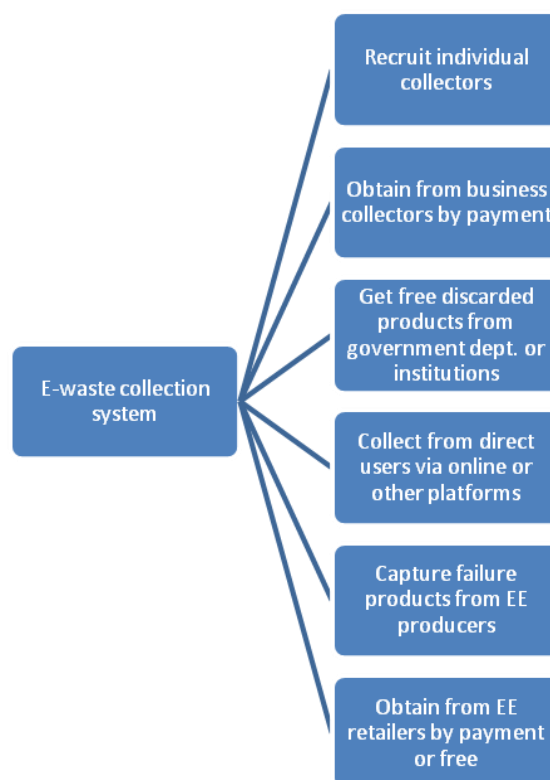 Recruit individual
collectors
Obtain from business
collectors by payment
Get free discarded
products from
government dept. or
institutions
E-waste collection
system
Collect from direct
users via online or
other platforms
Capture failure
products from EE
producers
Obtain from EE
retailers by payment
or free